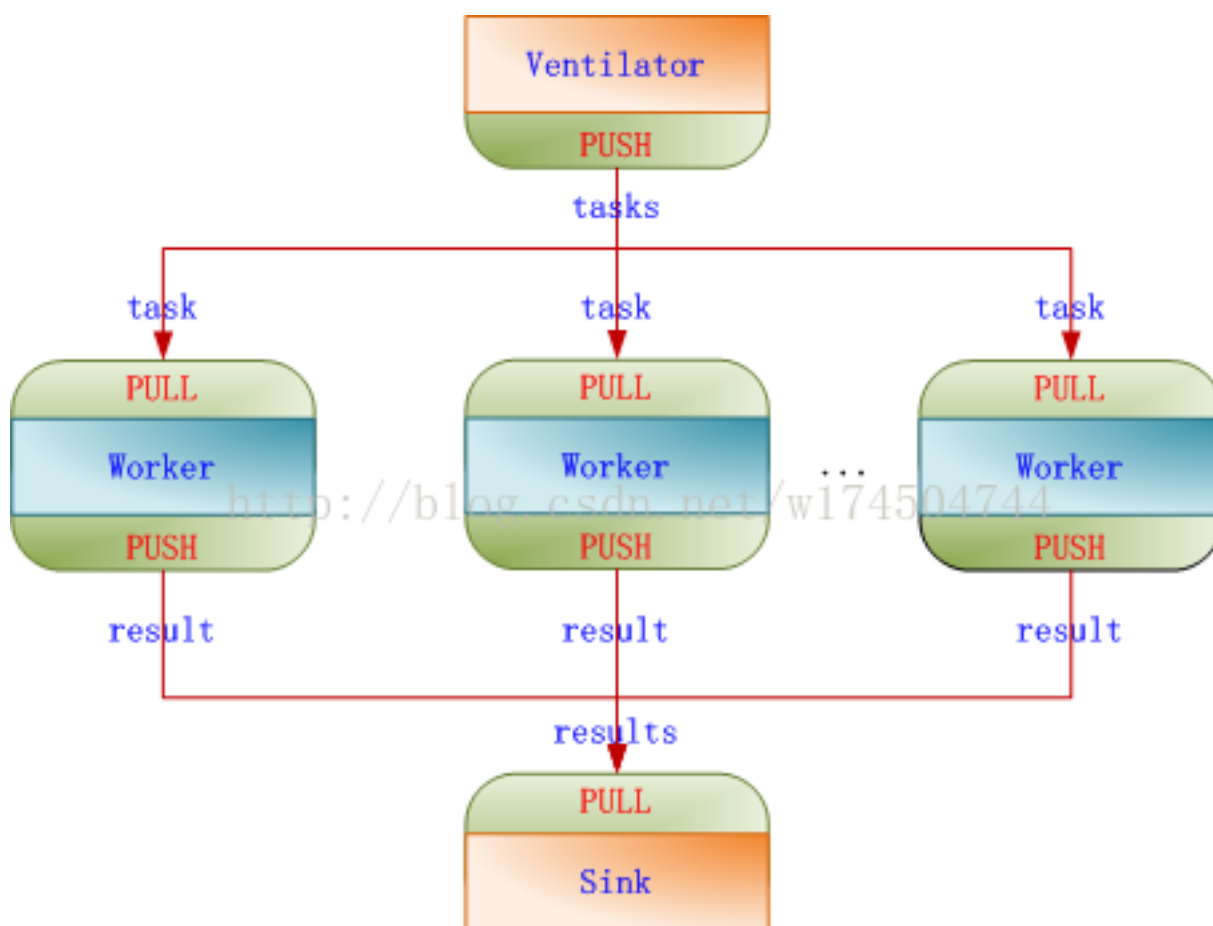 Ventilator
PUSH
tasks
task task task
PULL PULL PULL
Worker Worker ... Worker
http://blog.csdn.net/wi74504744
PUSH PUSH PUSH
result result result
results
PULL
Sink